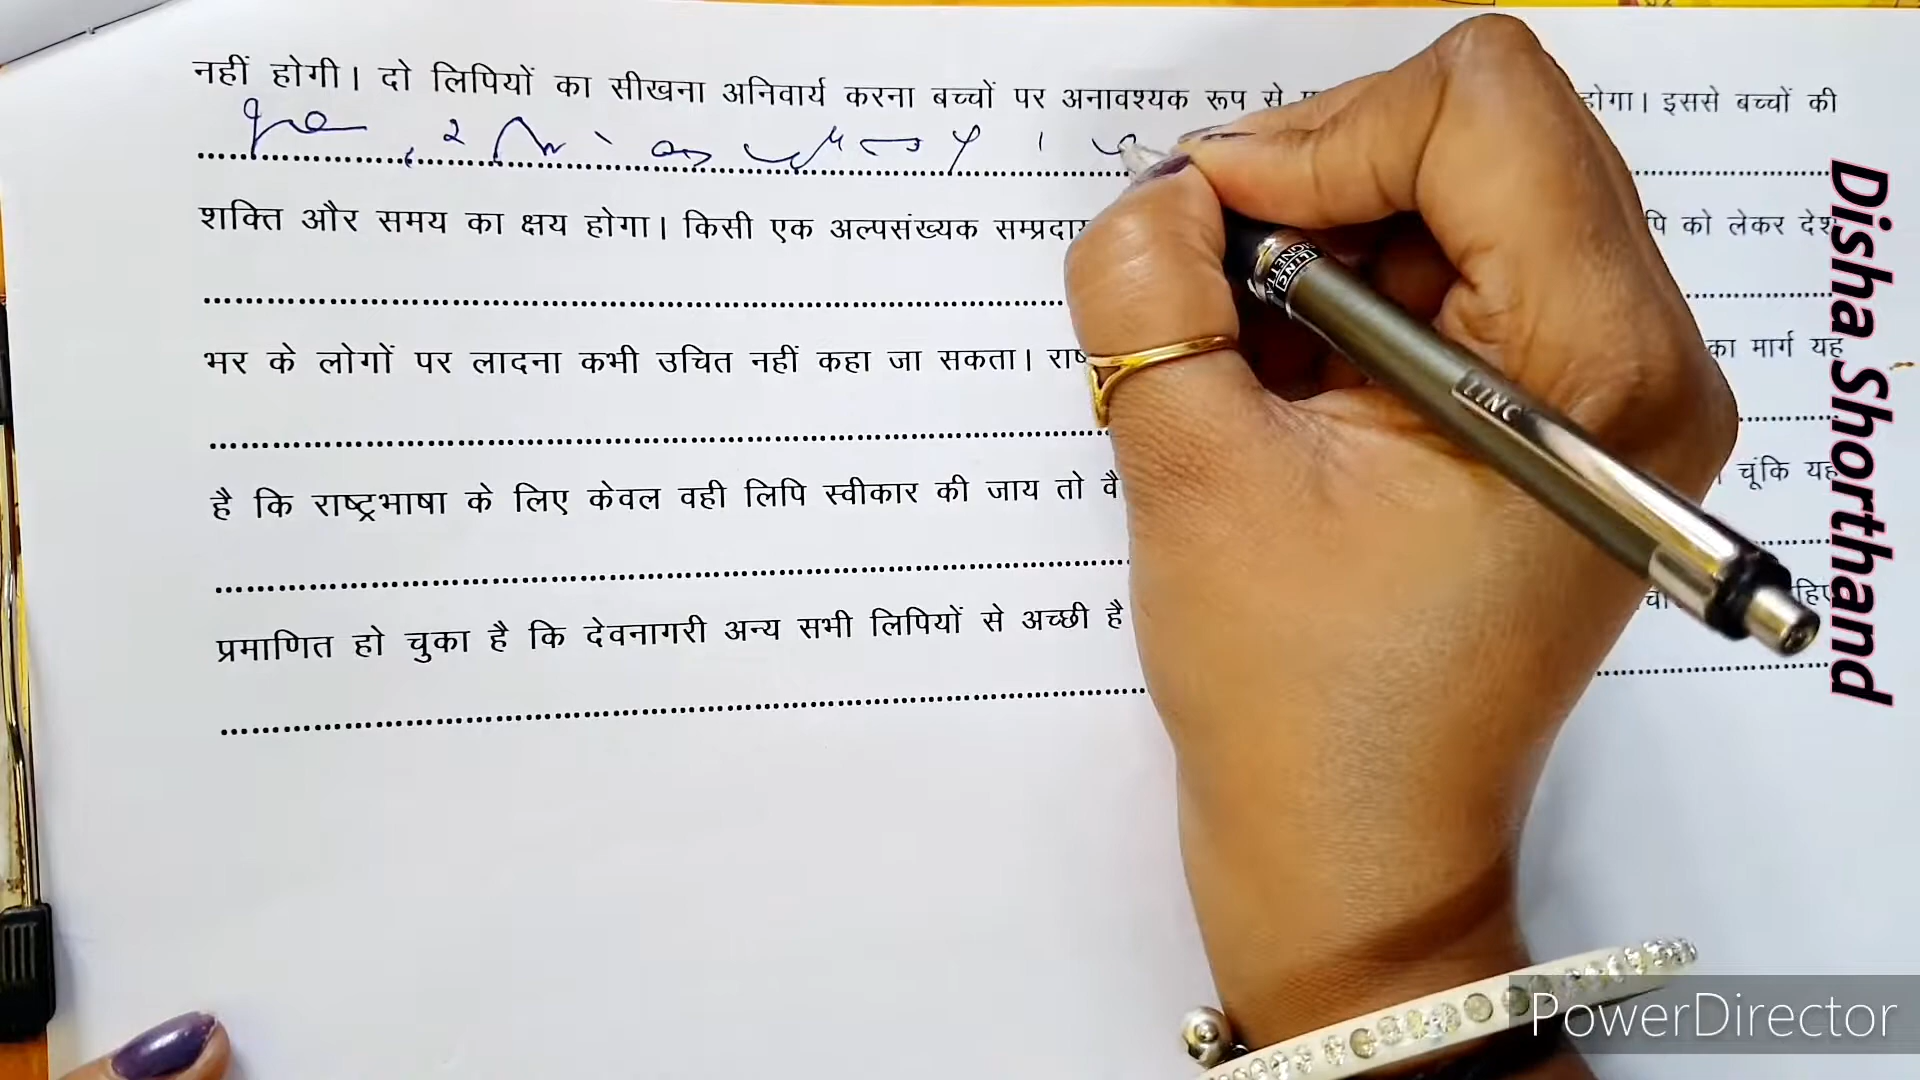 नहीं होगी। दो लिपियों का सीखना अनिवार्य करना बच्चों पर अनावश्यक रूप से होगा। इससे बच्चों की
शक्ति और समय का क्षय होगा। किसी एक अल्पसंख्यक को लेकर देश
भर के लोगों पर लादना कभी उचित नहीं कहा जा सकता। का मार्ग यह
है कि राष्ट्रभाषा के लिए केवल वही लिपि स्वीकार की जाय तो चूंकि यह
प्रमाणित हो चुका है कि देवनागरी अन्य सभी लिपियों से अच्छी है
Disha Shorthand
LINC
LINC
PowerDirector